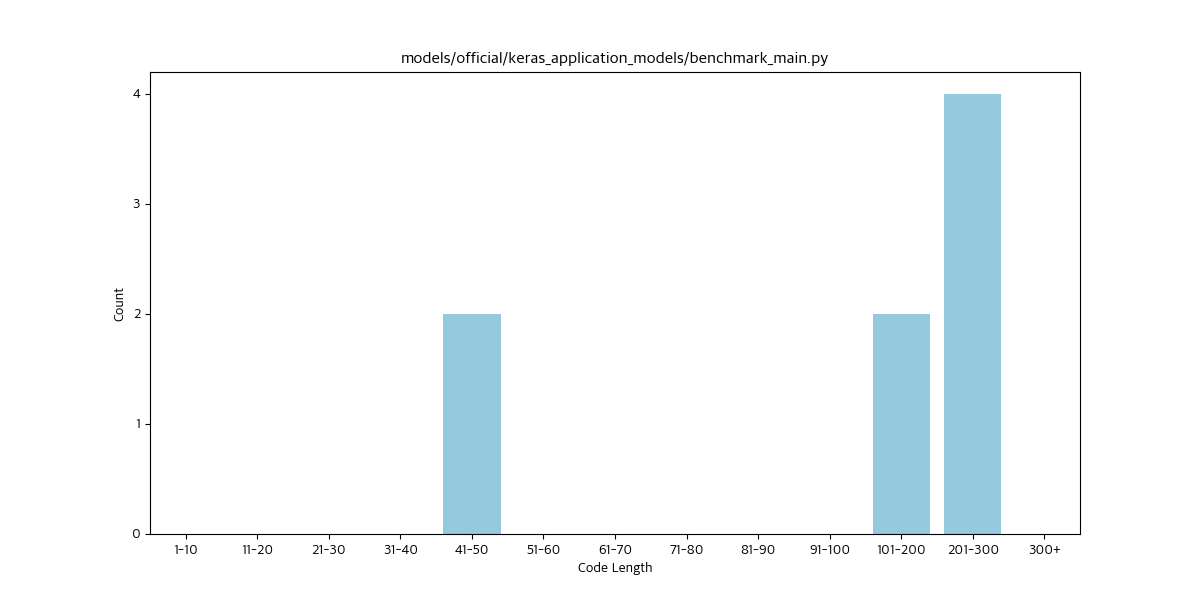 models/official/keras_application_models/benchmark_main.py
4
3
2
1
0
Count
1-10 11-20 21-30 31-40 41-50 51-60 61-70 71-80 81-90 91-100 101-200 201-300 300+
Code Length